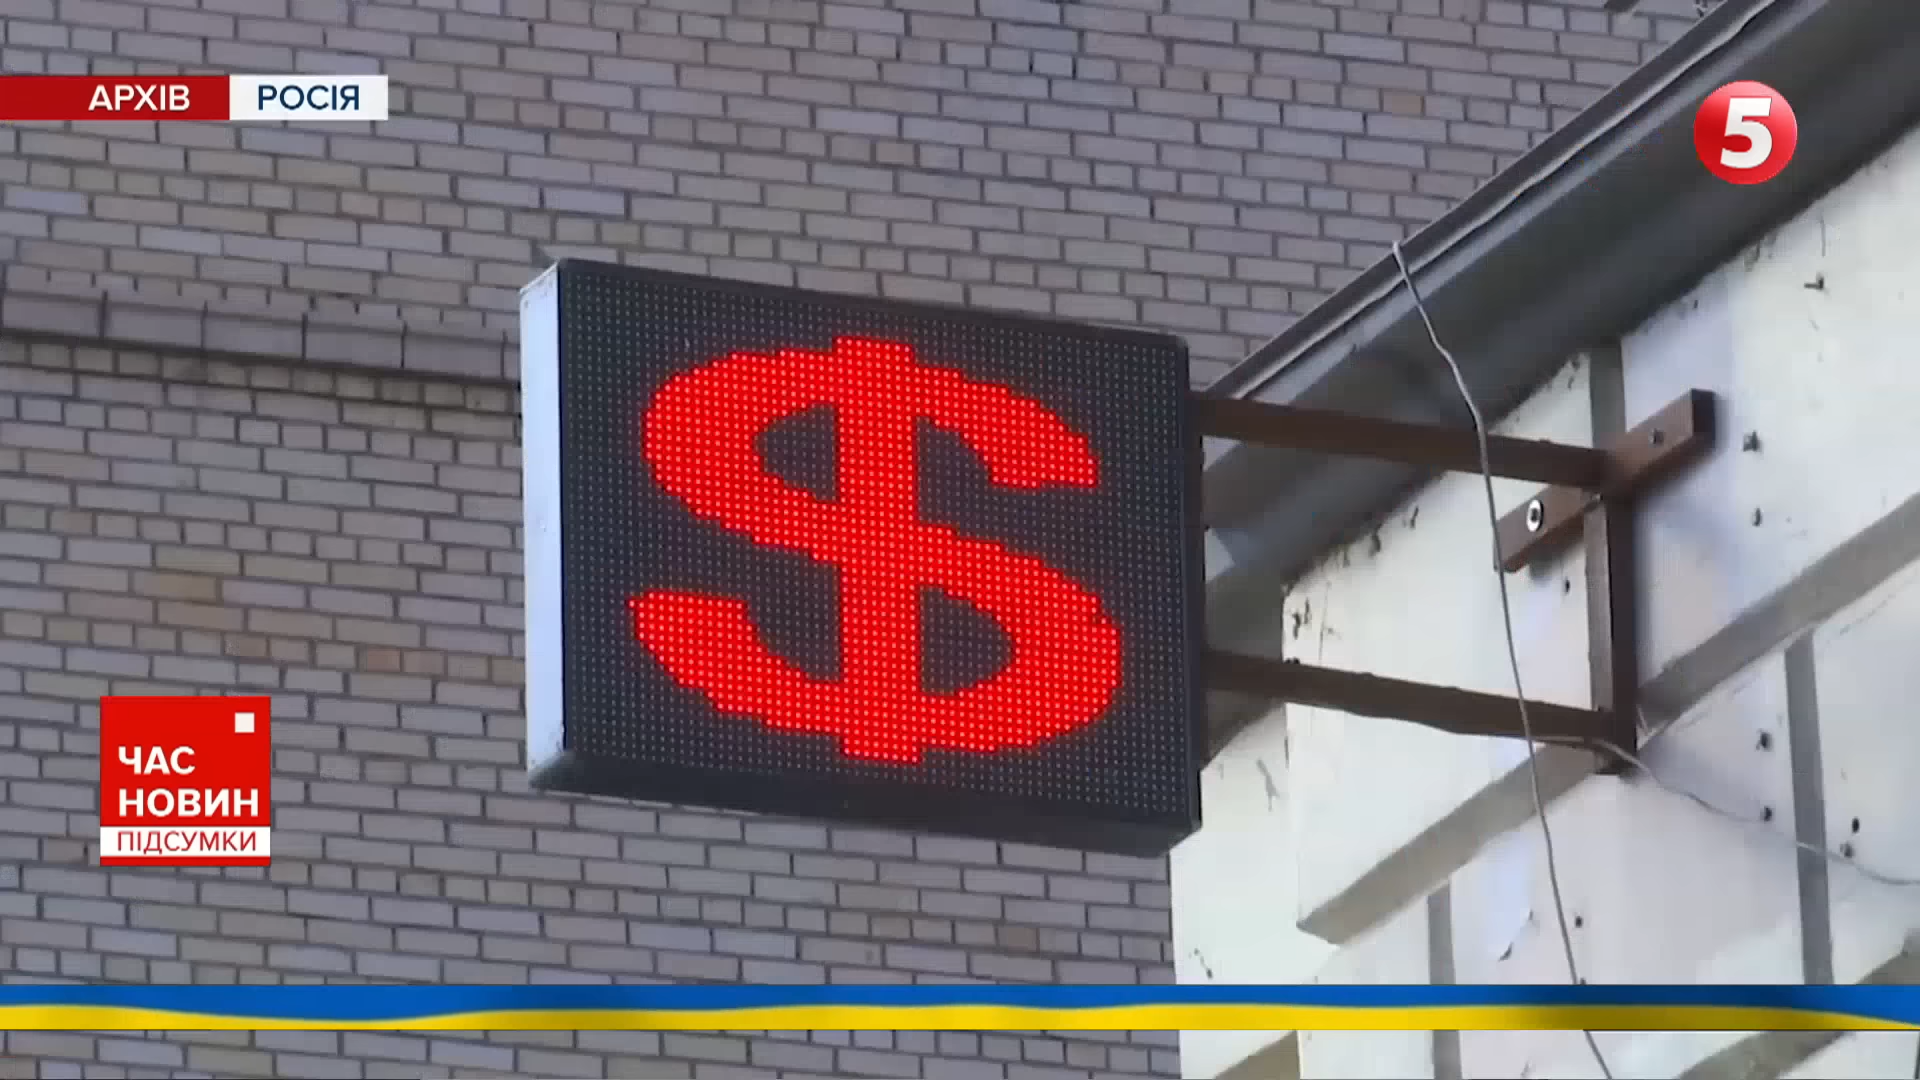 АРХІВ РОСІЯ
5
$
ЧАС
НОВИН
ПІДСУМКИ